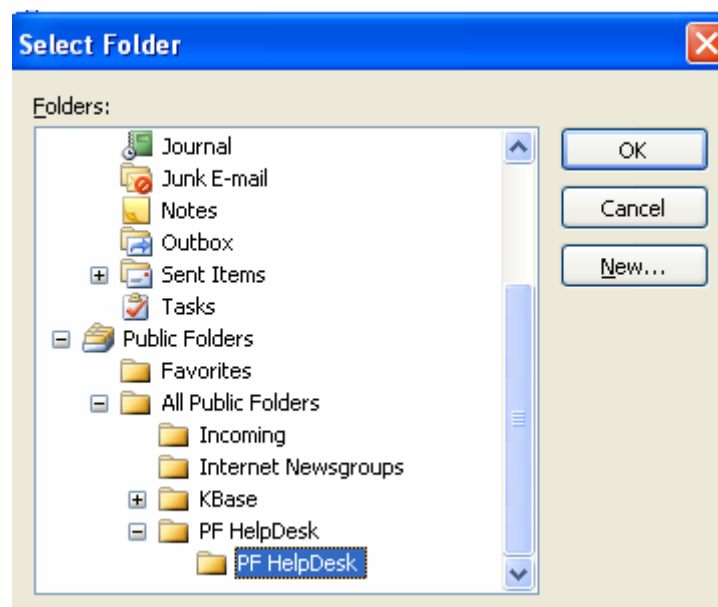 Select Folder
Folders:
Journal
Junk E-mail
Notes
Outbox
Sent Items
Tasks
Public Folders
Favorites
All Public Folders
Incoming
Internet Newsgroups
KBase
PF HelpDesk
PF HelpDesk
OK
Cancel
New...